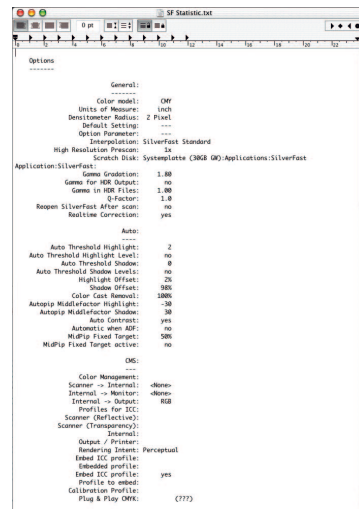 SF Statistic.txt
0 pt
0 2 4 6 8 10 12 14 16 18 20 22
Options
-------
General:
-------
Color model: CMY
Units of Measure: inch
Densitometer Radius: 2 Pixel
Default Setting: ---
Option Parameter: ---
Interpolation: SilverFast Standard
High Resolution Prescan: 1x
Scratch Disk: Systemplatte (30GB GW):Applications:SilverFast
Application:SilverFast:
Gamma Gradation: 1.80
Gamma for HDR Output: no
Gamma in HDR Files: 1.00
Q-Factor: 1.0
Reopen SilverFast After scan: no
Realtime Correction: yes
Auto:
----
Auto Threshold Highlight: 2
Auto Threshold Highlight Level: no
Auto Threshold Shadow: 0
Auto Threshold Shadow Levels: no
Highlight Offset: 2%
Shadow Offset: 98%
Color Cast Removal: 100%
Autopip Middlefactor Highlight: -30
Autopip Middlefactor Shadow: 30
Auto Contrast: yes
Automatic when ADF: no
MidPip Fixed Target: 50%
MidPip Fixed Target active: no
CMS:
---
Color Management:
Scanner -> Internal: <None>
Internal -> Monitor: <None>
Internal -> Output: RGB
Profiles for ICC:
Scanner (Reflective):
Scanner (Transparency):
Internal:
Output / Printer:
Rendering Intent: Perceptual
Embed ICC profile:
Embedded profile:
Embed ICC profile: yes
Profile to embed:
Calibration Profile:
Plug & Play CMYK: (???)